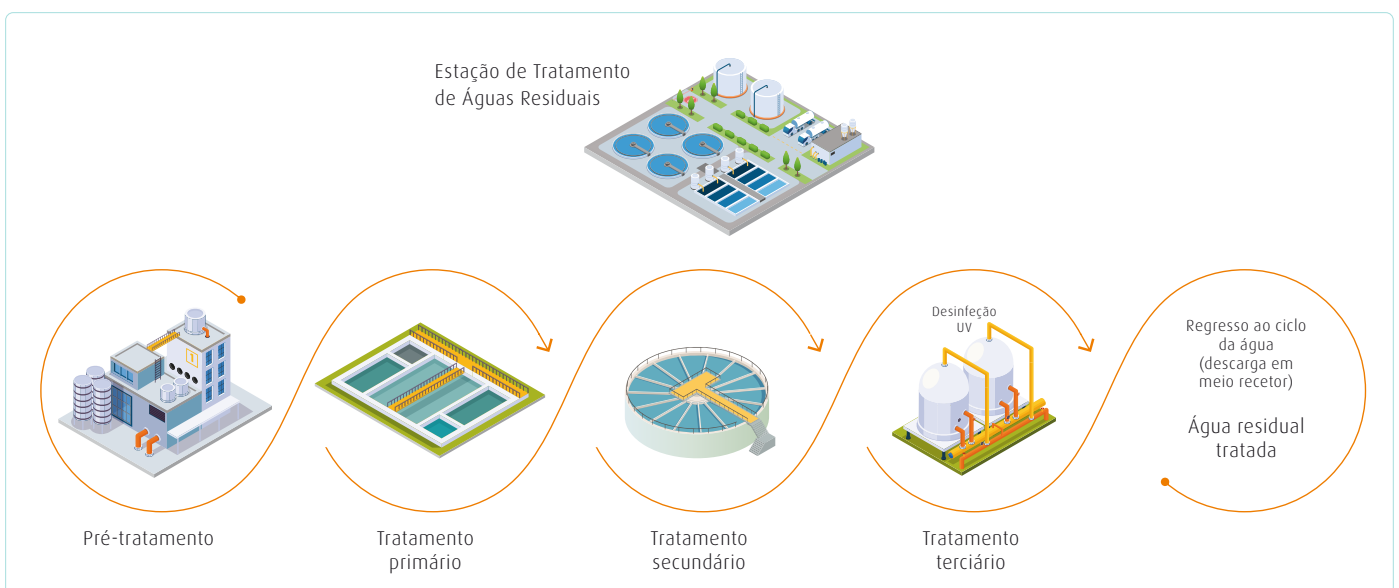 Estação de Tratamento
de Águas Residuais
Pré-tratamento
Tratamento
primário
Tratamento
secundário
Desinfeção
UV
Tratamento
terciário
Regresso ao ciclo
da água
(descarga em
meio recetor)
Água residual
tratada